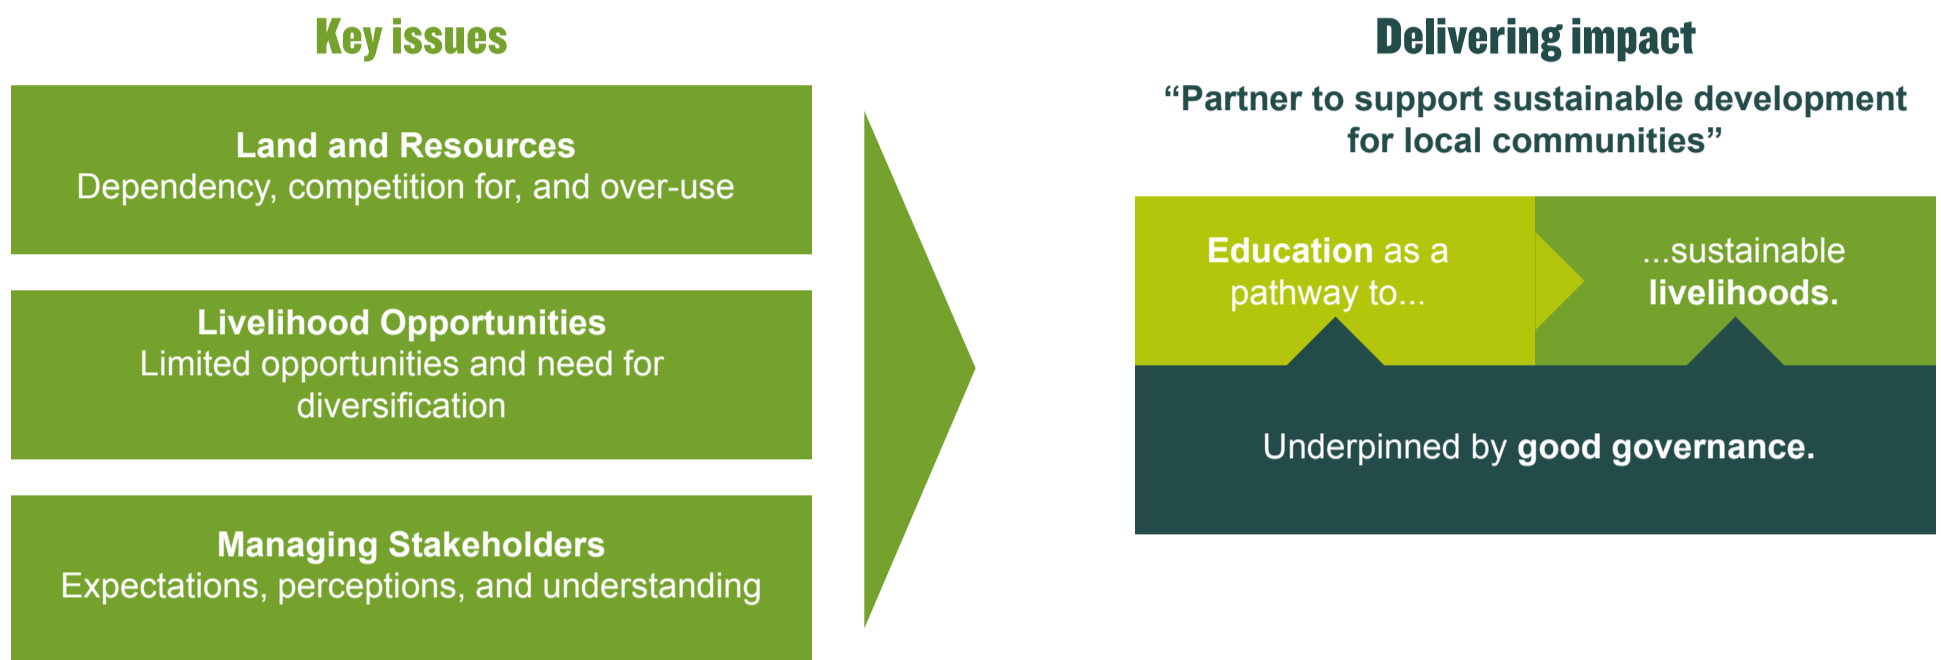 Key issues
Land and Resources
Dependency, competition for, and over-use
Livelihood Opportunities
Limited opportunities and need for
diversification
Managing Stakeholders
Expectations, perceptions, and understanding
Delivering impact
“Partner to support sustainable development
for local communities”
Education as a
pathway to...
...sustainable
livelihoods.
Underpinned by good governance.